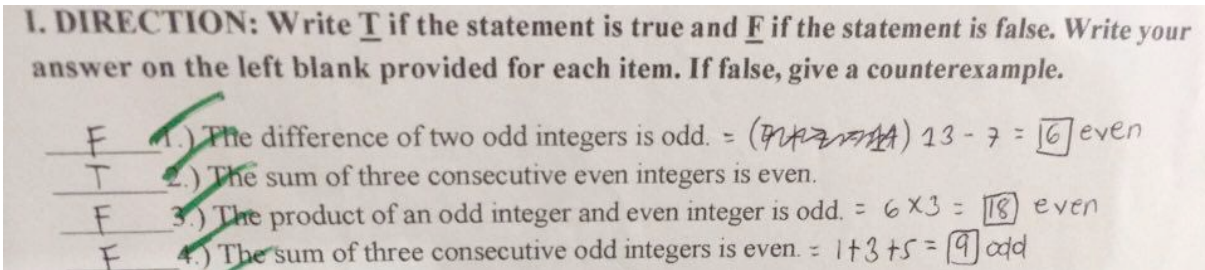 I. DIRECTION: Write T if the statement is true and F if the statement is false. Write your
answer on the left blank provided for each item. If false, give a counterexample.
F 1.) The difference of two odd integers is odd. = 13 - 7 = 6 even
T 2.) The sum of three consecutive even integers is even.
F 3.) The product of an odd integer and even integer is odd. = 6 X 3 = 18 even
F 4.) The sum of three consecutive odd integers is even. = 1+3+5 = 9 odd